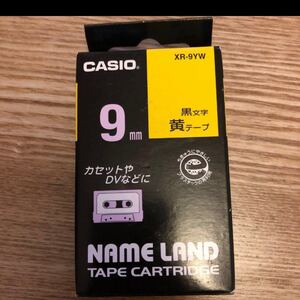 XR-9YW
CASIO
9mm
黒文字
黄テープ
カセットや
DVなどに
NAME LAND
TAPE CARTRIDGE